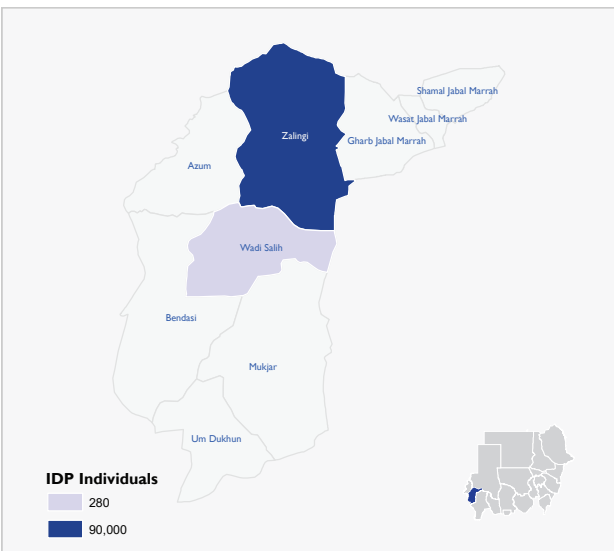 Shamal Jabal Marrah
Wasat Jabal Marrah
Zalingi
Gharb Jabal Marrah
Azum
Wadi Salih
Bendasi
Mukjar
Um Dukhun
IDP Individuals
280
90,000